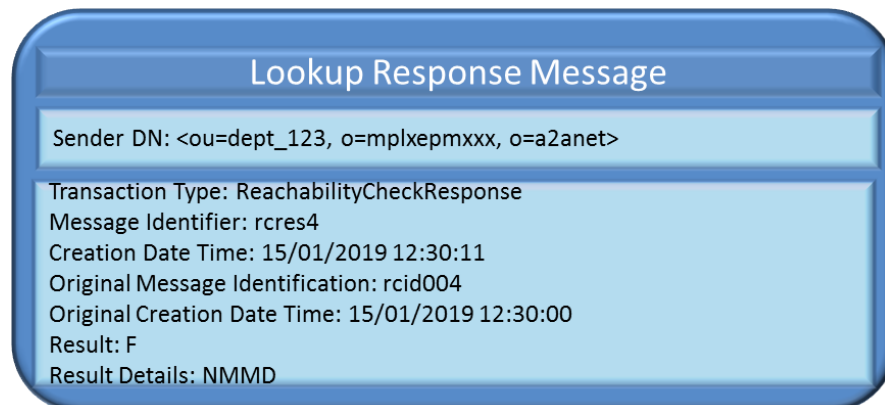 Lookup Response Message
Sender DN: <ou=dept_123, o=mplxepmxxx, o=a2anet>
Transaction Type: ReachabilityCheckResponse
Message Identifier: rcres4
Creation Date Time: 15/01/2019 12:30:11
Original Message Identification: rcid004
Original Creation Date Time: 15/01/2019 12:30:00
Result: F
Result Details: NMMD